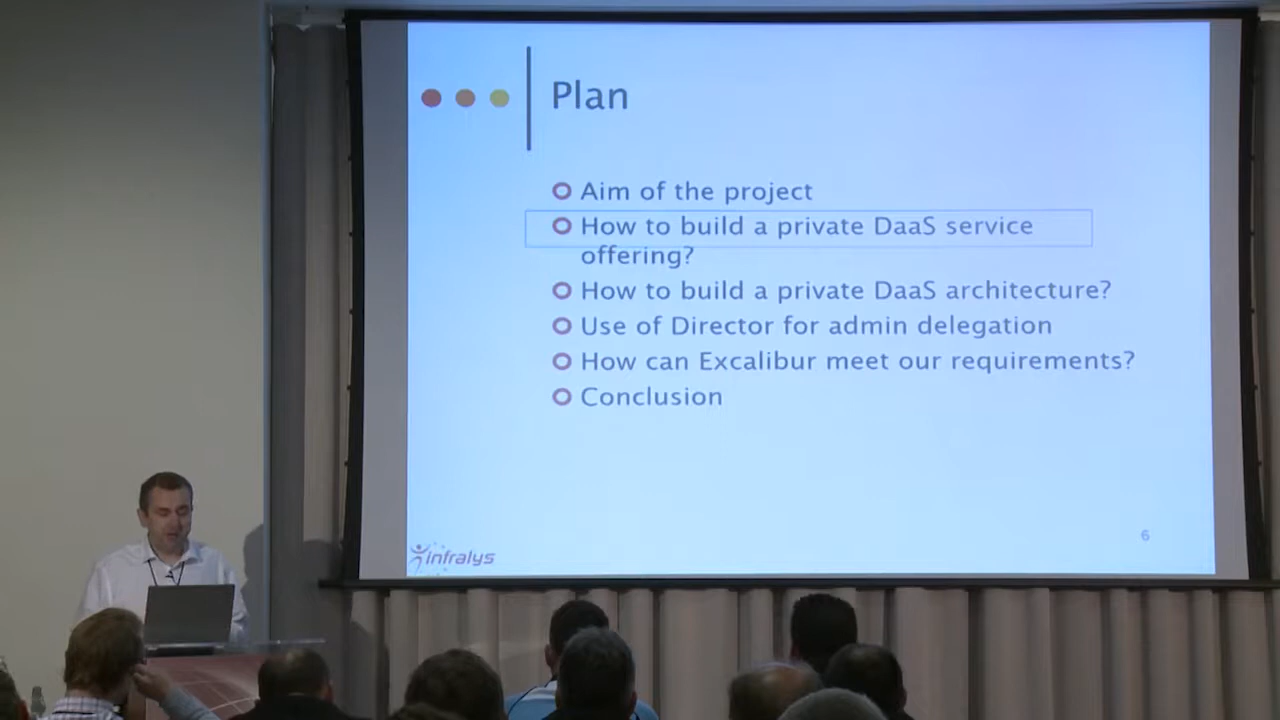 Plan
Aim of the project
How to build a private DaaS service
offering?
How to build a private DaaS architecture?
Use of Director for admin delegation
How can Excalibur meet our requirements?
Conclusion
6
infralys